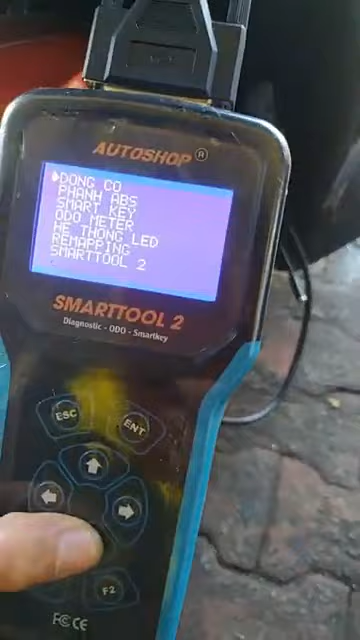 AUTOSHOP®
DONG CO
PHANH ABS
SMART KEY
ODO METER
HE THONG LED
REMAPPING
SMARTTOOL 2
SMARTTOOL 2
Diagnostic - ODO - Smartkey
ESC
ENT
F2
FC CE